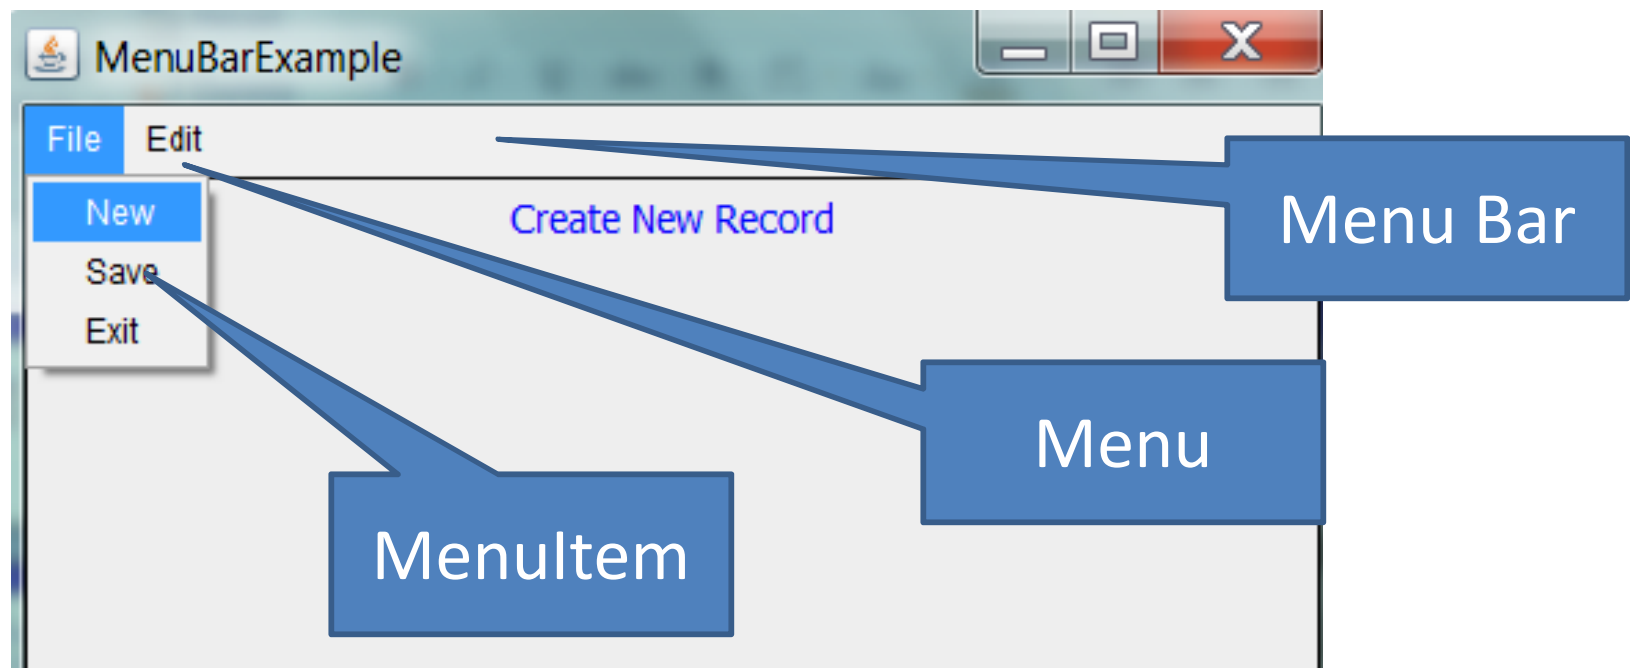 MenuBarExample
File Edit
New
Create New Record
Save
Exit
Menu Bar
Menu
MenuItem